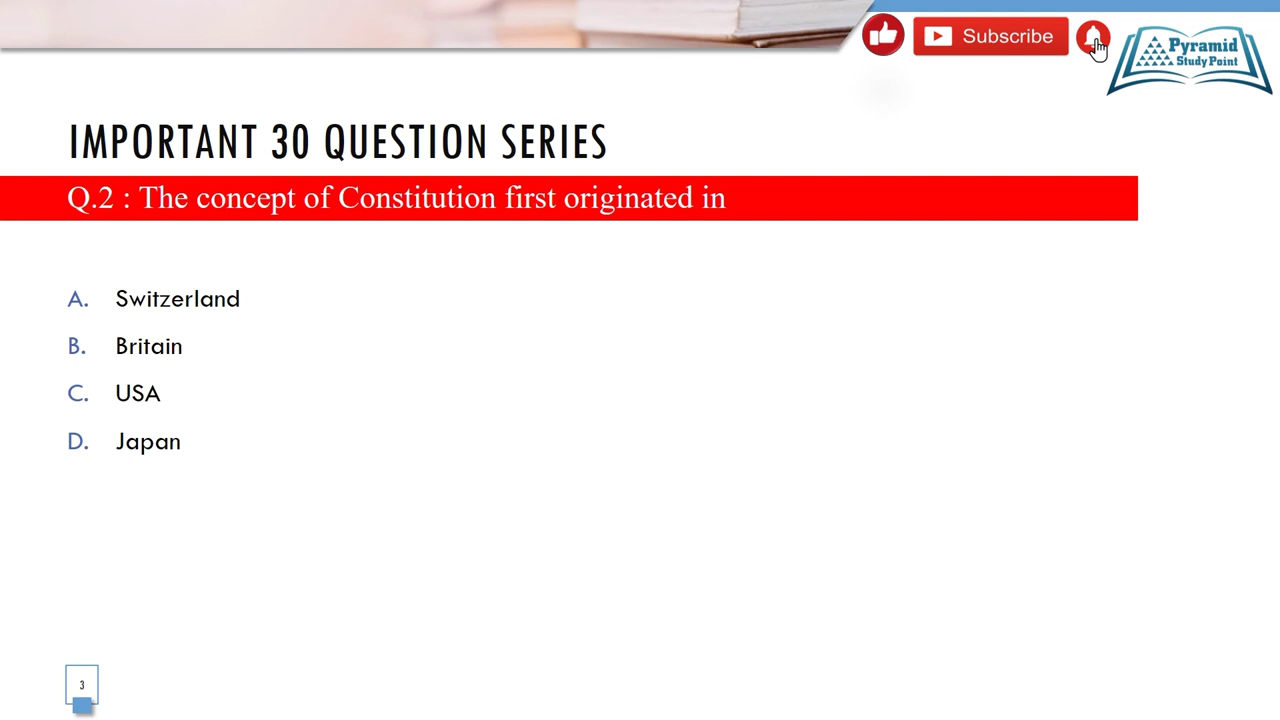 Subscribe
Pyramid
Study Point
IMPORTANT 30 QUESTION SERIES
Q.2 : The concept of Constitution first originated in
A. Switzerland
B. Britain
C. USA
D. Japan
3